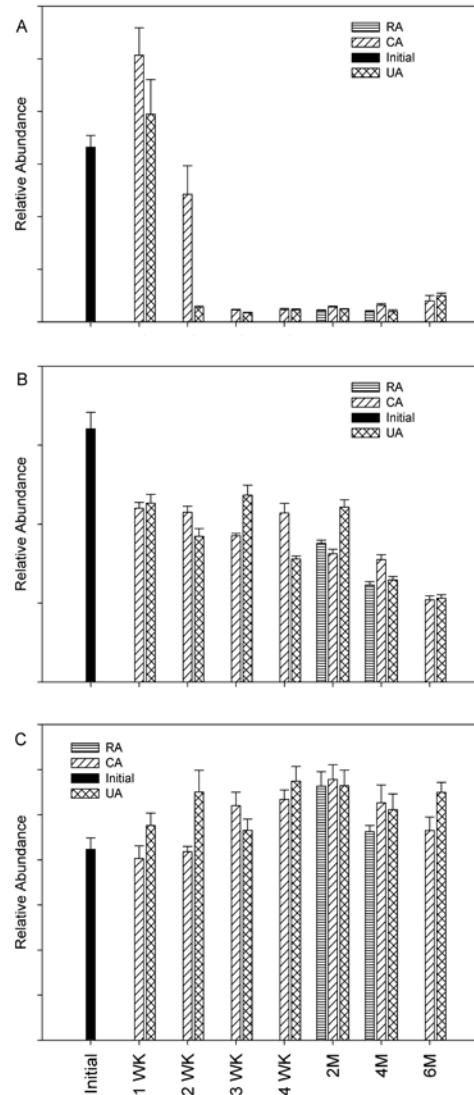 A
RA
CA
Initial
UA
Relative Abundance
B
RA
CA
Initial
UA
Relative Abundance
C
RA
CA
Initial
UA
Relative Abundance
Initial
1 WK
2 WK
3 WK
4 WK
2M
4M
6M